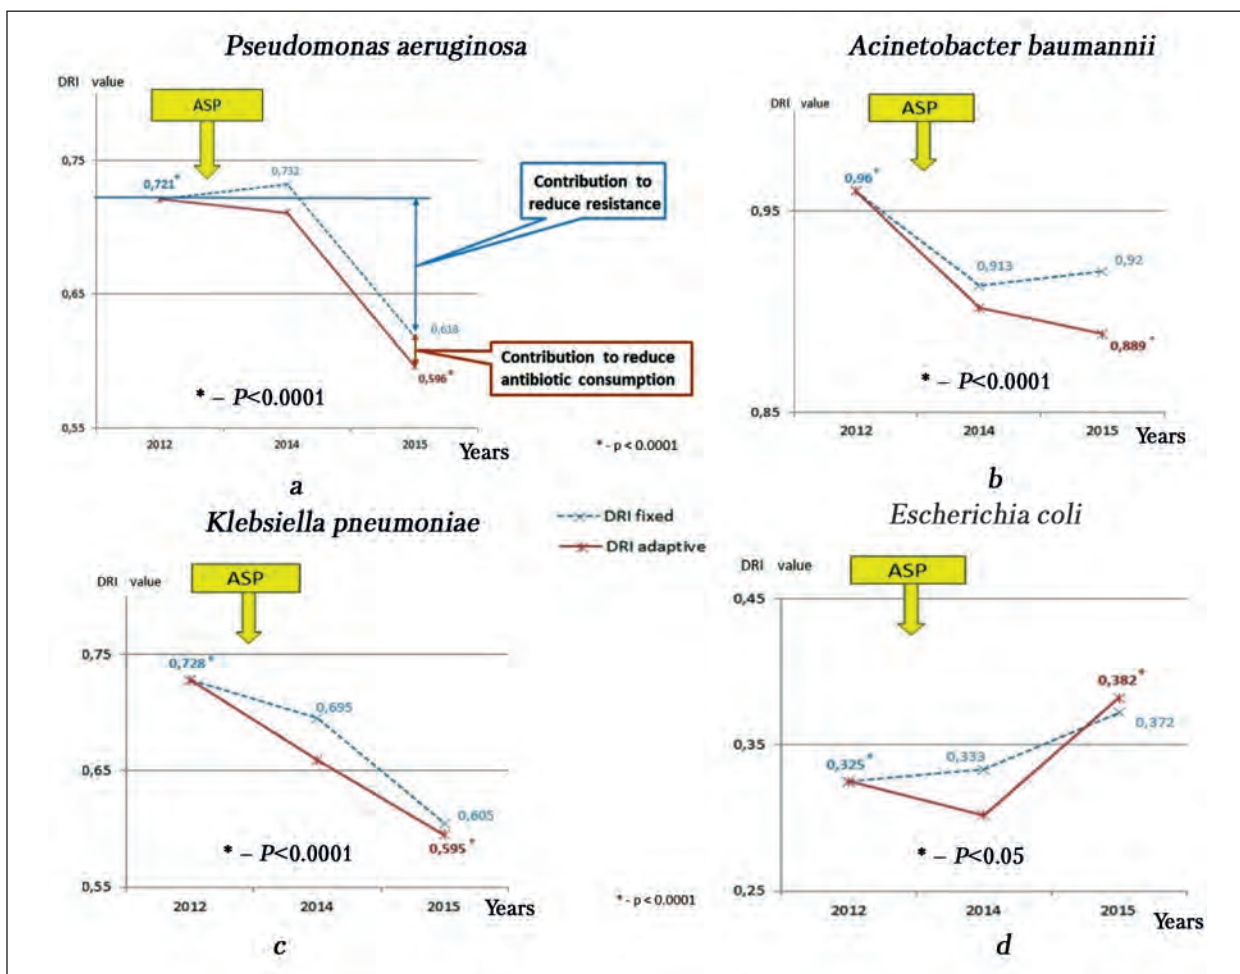 Pseudomonas aeruginosa
DRI value
ASP
0,75
0,721*
0,732
Contribution to
reduce resistance
0,65
0,618
Contribution to reduce
antibiotic consumption
0,596*
* – P<0.0001
0,55
2012
2014
2015
Years
* - p < 0.0001
a
Acinetobacter baumannii
DRI value
ASP
0,96*
0,95
0,913
0,92
0,889*
* – P<0.0001
0,85
2012
2014
2015
Years
b
DRI fixed
DRI adaptive
Klebsiella pneumoniae
DRI value
ASP
0,75
0,728*
0,695
0,65
0,605
0,595*
* – P<0.0001
0,55
2012
2014
2015
Years
* - p < 0.0001
c
Escherichia coli
DRI value
ASP
0,45
0,382*
0,372
0,35
0,325*
0,333
* – P<0.05
0,25
2012
2014
2015
Years
d